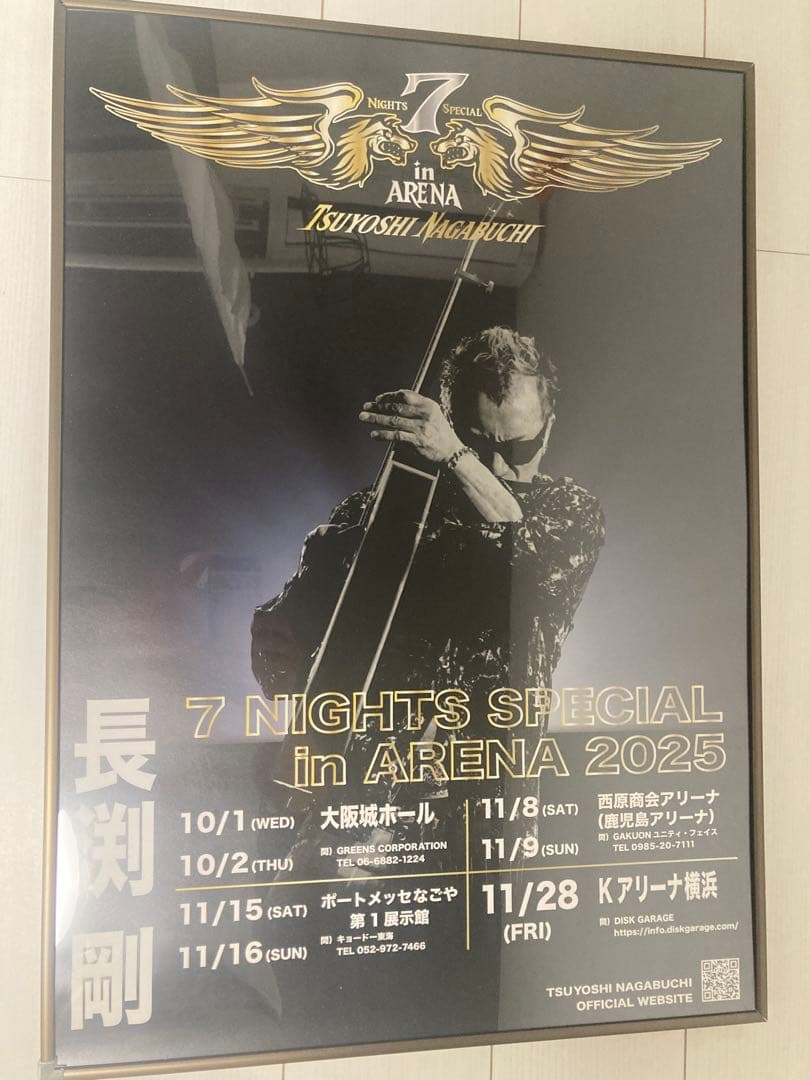 NIGHTS 7 SPECIAL
in
ARENA
TSUYOSHI NAGABUCHI
長渕 剛
7 NIGHTS SPECIAL
in ARENA 2025
10/1 (WED) 大阪城ホール
10/2 (THU)
問）GREENS CORPORATION
TEL 06-6882-1224
11/8 (SAT) 西原商会アリーナ
(鹿児島アリーナ)
11/9 (SUN)
問）GAKUON ユニティ・フェイス
TEL 0985-20-7111
11/15 (SAT) ポートメッセなごや
第1展示館
11/16 (SUN)
問）キョードー東海
TEL 052-972-7466
11/28 (FRI) Kアリーナ横浜
問）DISK GARAGE
https://info.diskgarage.com/
TSUYOSHI NAGABUCHI
OFFICIAL WEBSITE